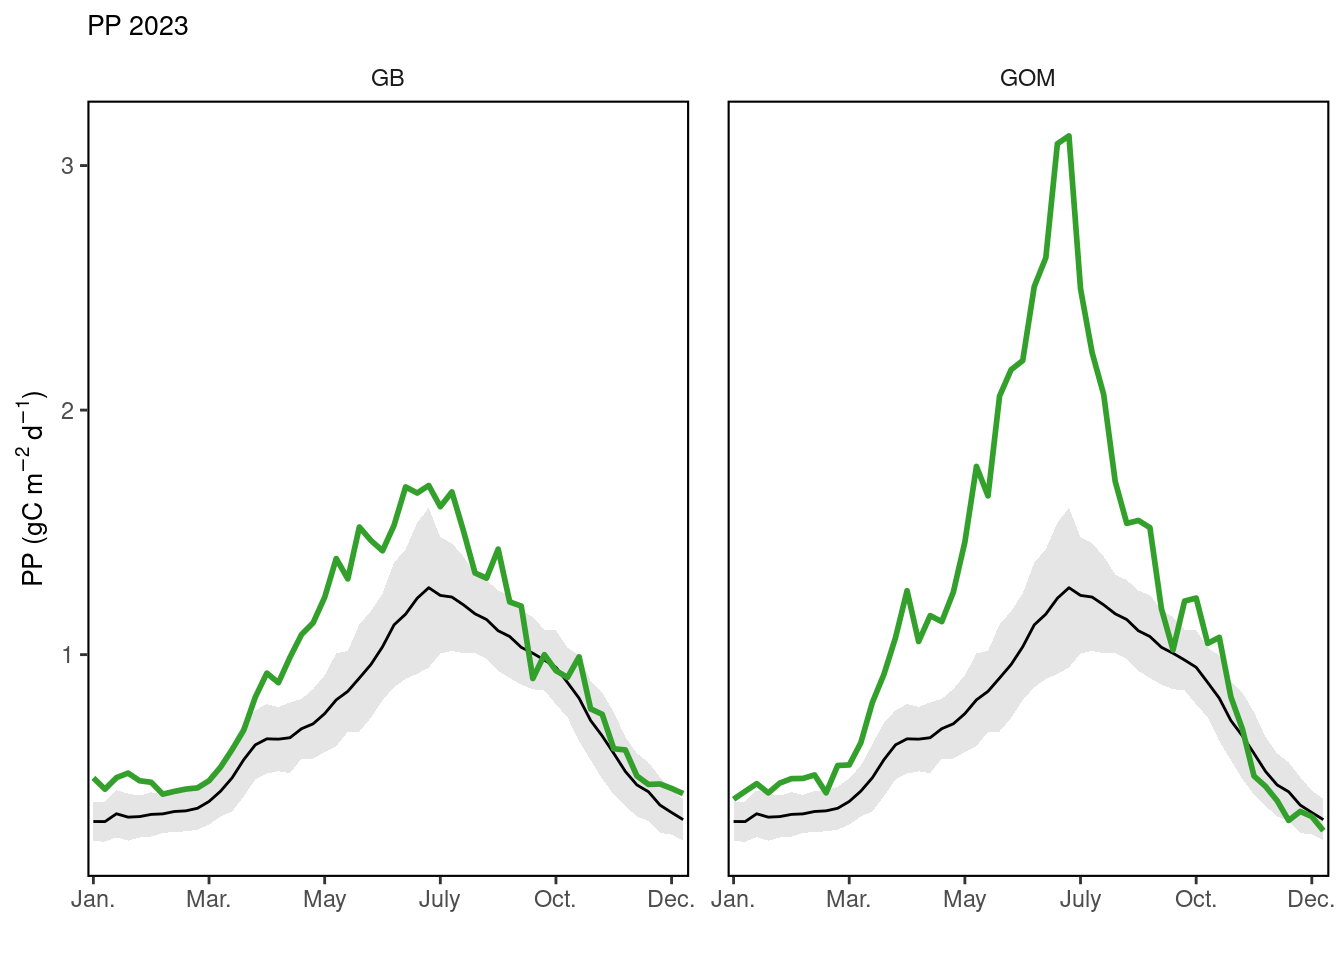 PP 2023
GB
GOM
PP (gC m⁻² d⁻¹)
3
2
1
Jan. Mar. May July Oct. Dec.
Jan. Mar. May July Oct. Dec.